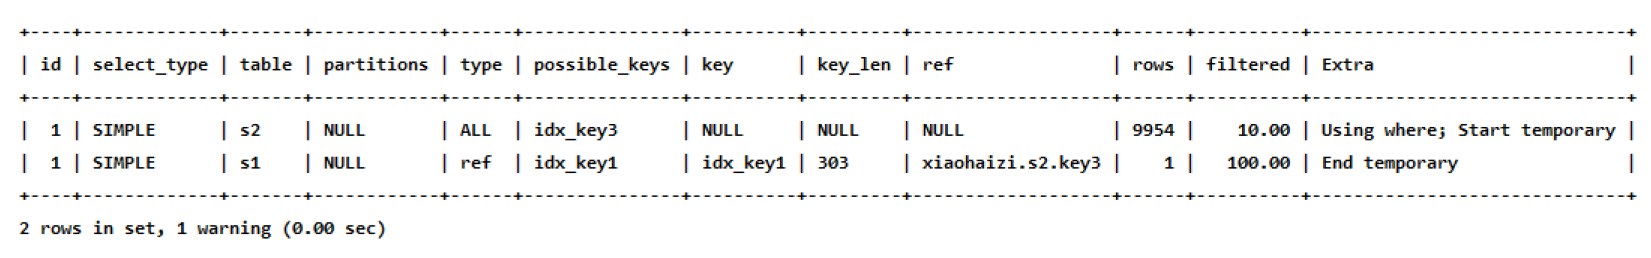 +----+-------------+-------+------------+------+---------------+----------+---------+-------------------+------+----------+------------------------------+
| id | select_type | table | partitions | type | possible_keys | key      | key_len | ref               | rows | filtered | Extra                        |
+----+-------------+-------+------------+------+---------------+----------+---------+-------------------+------+----------+------------------------------+
|  1 | SIMPLE      | s2    | NULL       | ALL  | idx_key3      | NULL     | NULL    | NULL              | 9954 |    10.00 | Using where; Start temporary |
|  1 | SIMPLE      | s1    | NULL       | ref  | idx_key1      | idx_key1 | 303     | xiaohaizi.s2.key3 |    1 |   100.00 | End temporary                |
+----+-------------+-------+------------+------+---------------+----------+---------+-------------------+------+----------+------------------------------+
2 rows in set, 1 warning (0.00 sec)